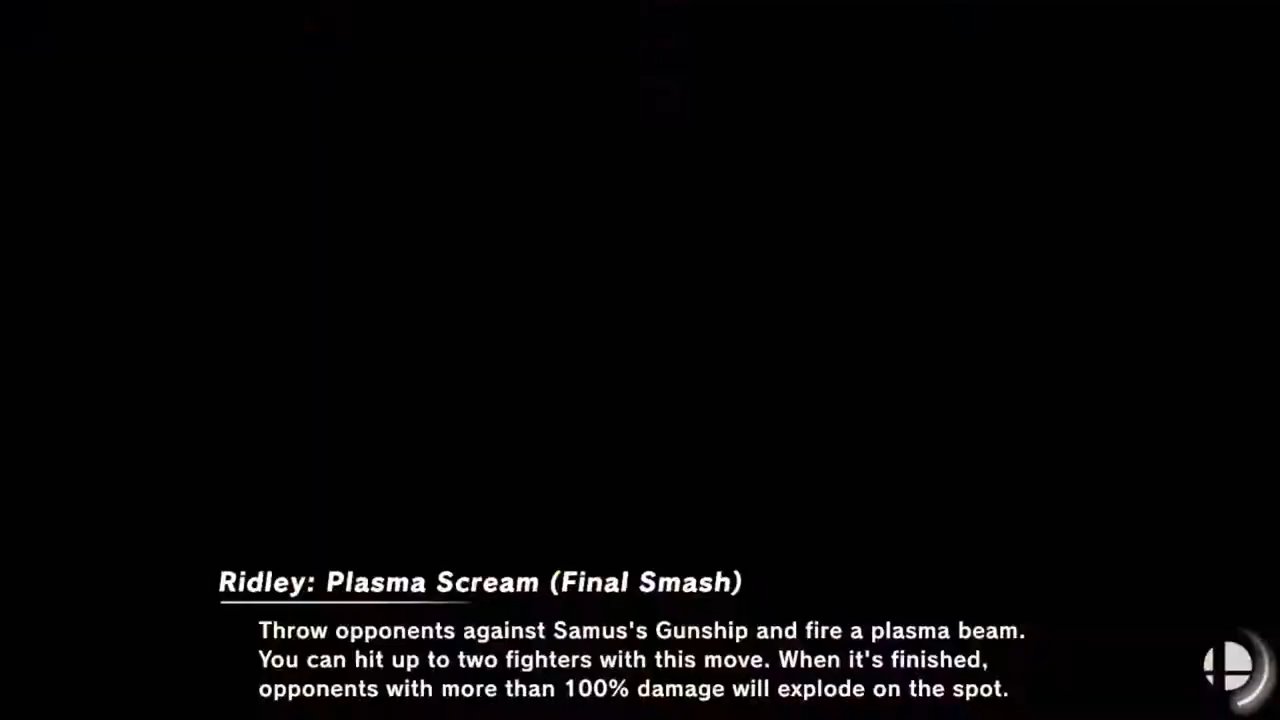 Ridley: Plasma Scream (Final Smash)
Throw opponents against Samus's Gunship and fire a plasma beam.
You can hit up to two fighters with this move. When it's finished,
opponents with more than 100% damage will explode on the spot.